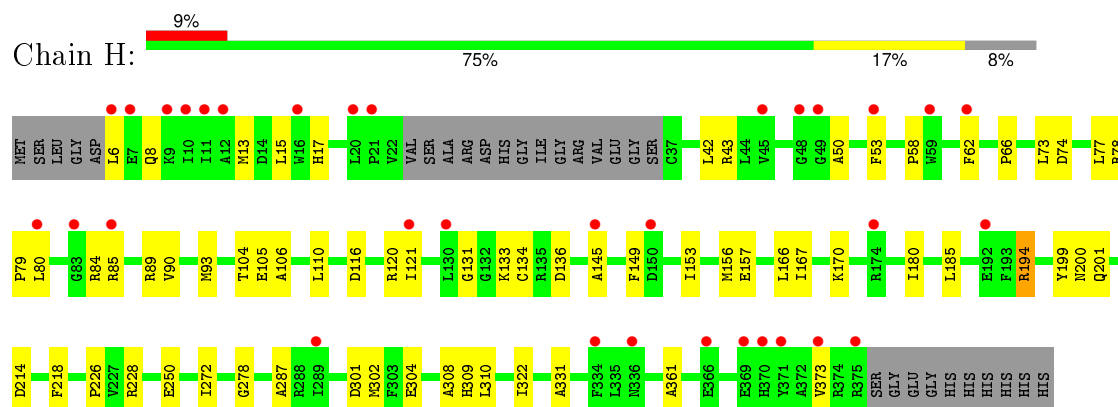 9%
Chain H:
75% 17% 8%
MET SER LEU GLY ASP L6 E7 Q8 K9 I10 I11 A12 M13 D14 L15 W16 H17 L20 P21 V22 VAL SER ALA ARG ASP HIS GLY ILE GLY ARG VAL GLU GLY SER C37 L42 R43 L44 V45 G48 G49 A50 F53 P58 W59 F62 P66 L73 D74 L77 R78
P79 L80 G83 R84 R85 R89 V90 M93 T104 E105 A106 L110 D116 R120 I121 L130 G131 G132 K133 C134 R135 D136 A145 F149 D150 I153 M156 E157 L166 I167 K170 R174 I180 L185 E192 F193 R194 Y199 N200 Q201
D214 F218 P226 V227 R228 E250 I272 G278 A287 R288 I289 D301 M302 F303 E304 A308 H309 L310 I322 A331 F334 L335 N336 A361 E366 E369 H370 Y371 A372 V373 R374 R375 SER GLY GLU GLY HIS HIS HIS HIS HIS HIS